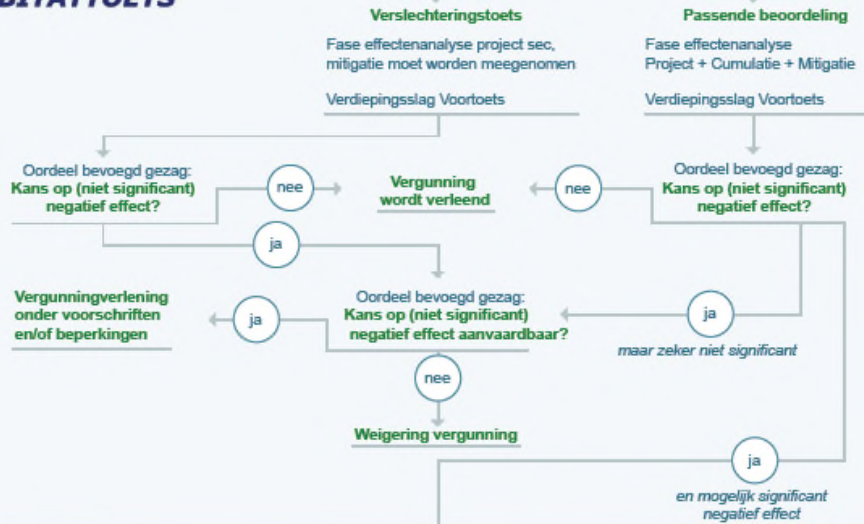 Verslechteringstoets
Fase effectenanalyse project sec,
mitigatie moet worden meegenomen
Verdiepingsslag Voortoets
Passende beoordeling
Fase effectenanalyse
Project + Cumulatie + Mitigatie
Verdiepingsslag Voortoets
Oordeel bevoegd gezag:
Kans op (niet significant)
negatief effect?
nee
Vergunning
wordt verleend
nee
Oordeel bevoegd gezag:
Kans op (niet significant)
negatief effect?
ja
Vergunningverlening
onder voorschriften
en/of beperkingen
ja
Oordeel bevoegd gezag:
Kans op (niet significant)
negatief effect aanvaardbaar?
ja
maar zeker niet significant
nee
Weigering vergunning
ja
en mogelijk significant
negatief effect